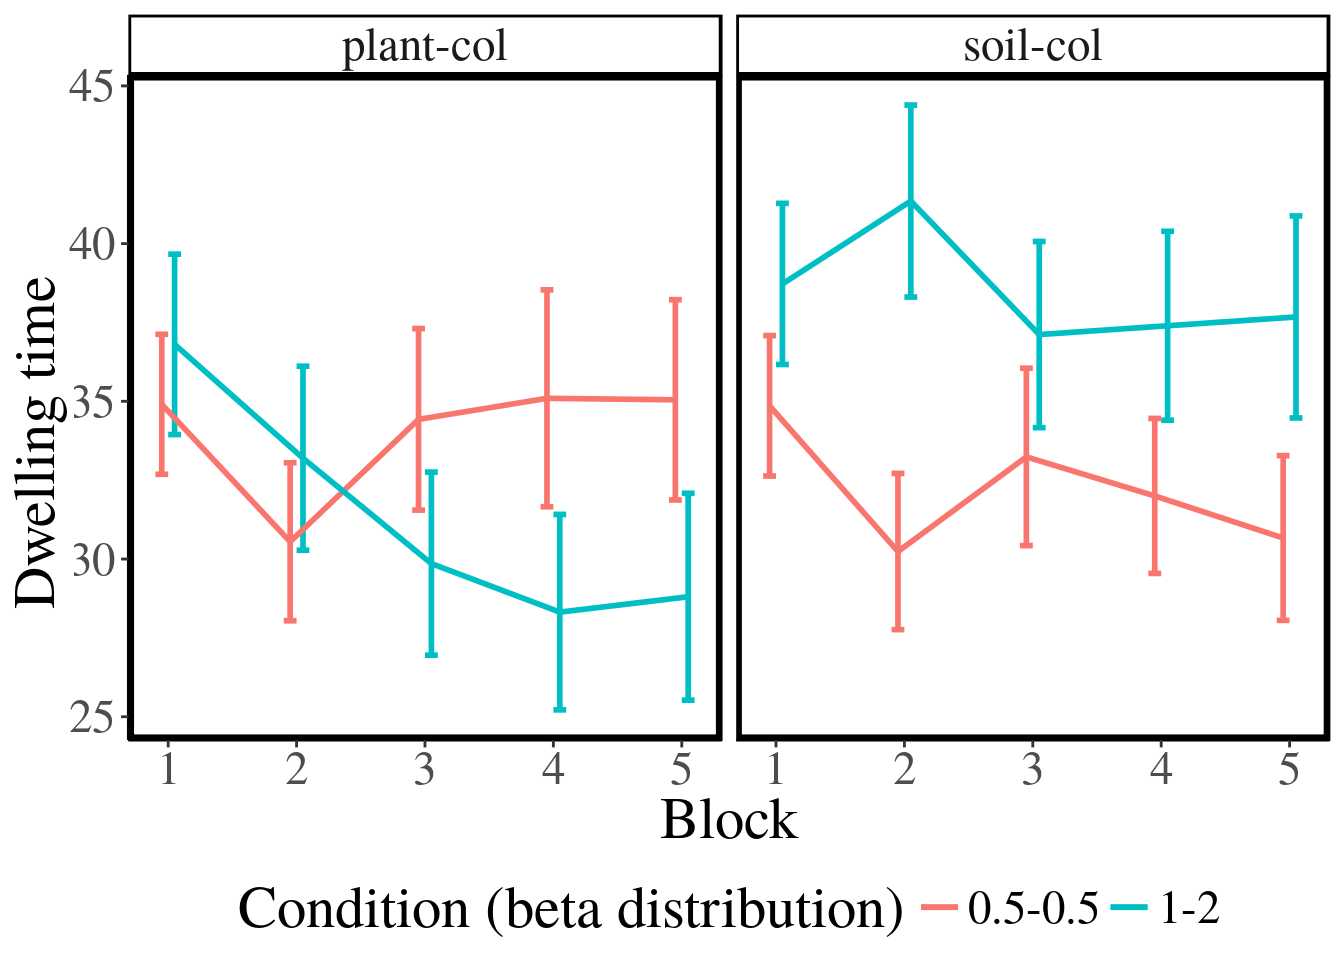 plant-col
soil-col
45
40
35
30
25
Dwelling time
1 2 3 4 5
1 2 3 4 5
Block
Condition (beta distribution) 0.5-0.5 1-2